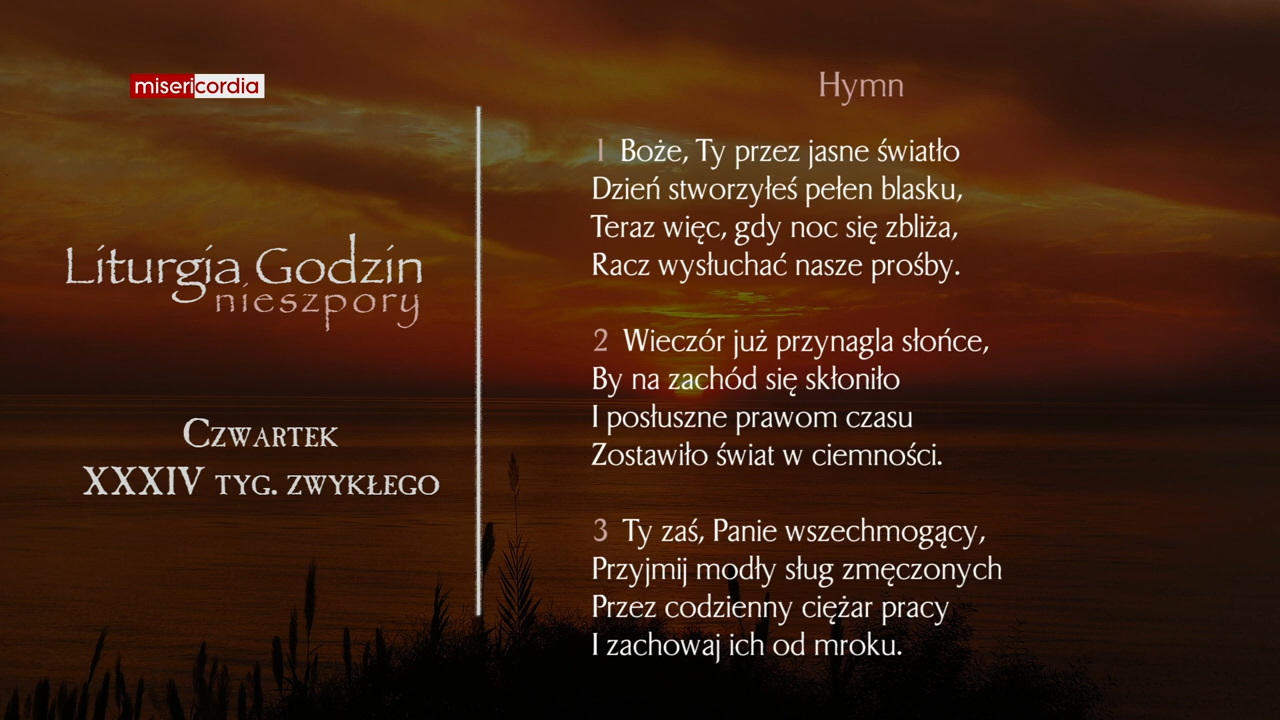 misericordia
Liturgia Godzin
nieszpory
Czwartek
XXXIV tyg. zwykłego
Hymn
1 Boże, Ty przez jasne światło
Dzień stworzyłeś pełen blasku,
Teraz więc, gdy noc się zbliża,
Racz wysłuchać nasze prośby.
2 Wieczór już przynagla słońce,
By na zachód się skłoniło
I posłuszne prawom czasu
Zostawiło świat w ciemności.
3 Ty zaś, Panie wszechmogący,
Przyjmij modły sług zmęczonych
Przez codzienny ciężar pracy
I zachowaj ich od mroku.